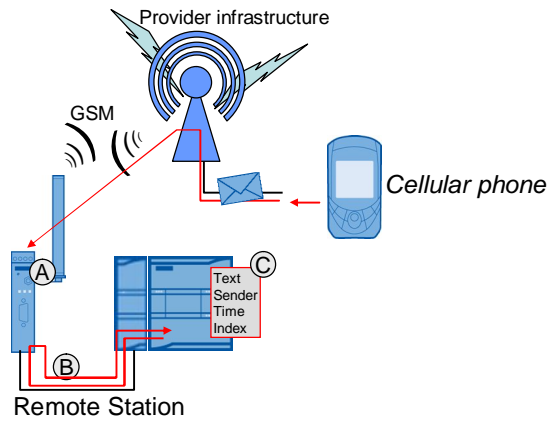 Provider infrastructure
GSM
Cellular phone
A
C
Text
Sender
Time
Index
B
Remote Station